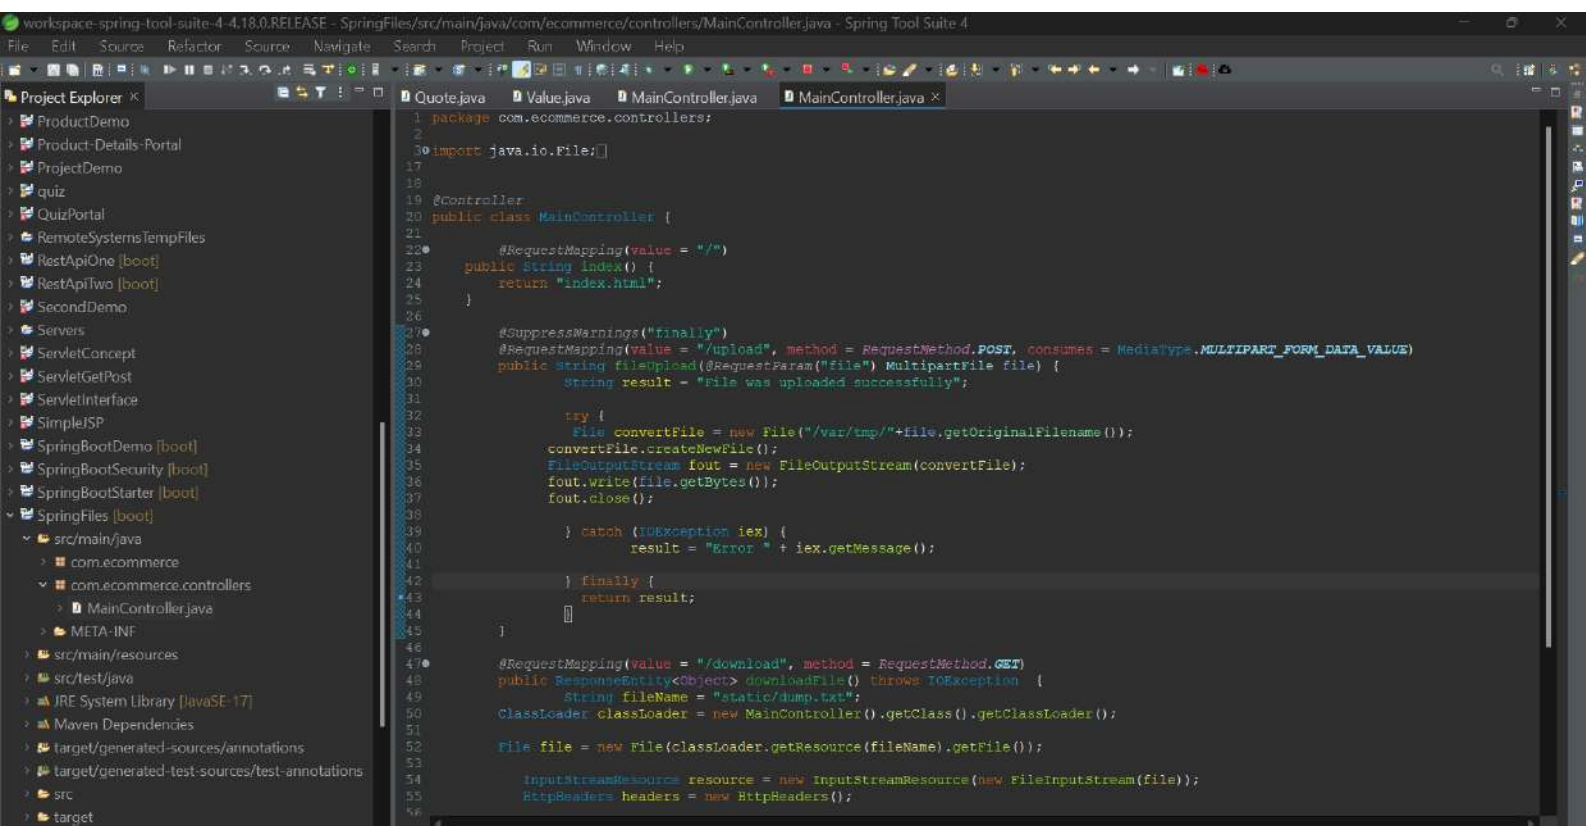 workspace-spring-tool-suite-4-4.18.0.RELEASE - SpringFiles/src/main/java/com/ecommerce/controllers/MainController.java - Spring Tool Suite 4
File Edit Source Refactor Source Navigate Search Project Run Window Help
Project Explorer
ProductDemo
Product-Details-Portal
ProjectDemo
quiz
QuizPortal
RemoteSystemsTempFiles
RestApiOne [boot]
RestApiTwo [boot]
SecondDemo
Servers
ServletConcept
ServletGetPost
ServletInterface
SimpleJSP
SpringBootDemo [boot]
SpringBootSecurity [boot]
SpringBootStarter [boot]
SpringFiles [boot]
src/main/java
com.ecommerce
com.ecommerce.controllers
MainController.java
META-INF
src/main/resources
src/test/java
JRE System Library [JavaSE-17]
Maven Dependencies
target/generated-sources/annotations
target/generated-test-sources/test-annotations
src
target
Quote.java Value.java MainController.java MainController.java
1 package com.ecommerce.controllers;
2
3 import java.io.File;
17
18
19 @Controller
20 public class MainController {
21
22 @RequestMapping(value = "/")
23 public String index() {
24 return "index.html";
25 }
26
27 @SuppressWarnings("finally")
28 @RequestMapping(value = "/upload", method = RequestMethod.POST, consumes = MediaType.MULTIPART_FORM_DATA_VALUE)
29 public String fileUpload(@RequestParam("file") MultipartFile file) {
30 String result = "File was uploaded successfully";
31
32 try {
33 File convertFile = new File("/var/tmp/"+file.getOriginalFilename());
34 convertFile.createNewFile();
35 FileOutputStream fout = new FileOutputStream(convertFile);
36 fout.write(file.getBytes());
37 fout.close();
38
39 } catch (IOException iex) {
40 result = "Error " + iex.getMessage();
41
42 } finally {
43 return result;
44 }
45 }
46
47 @RequestMapping(value = "/download", method = RequestMethod.GET)
48 public ResponseEntity<Object> downloadFile() throws IOException {
49 String fileName = "static/dump.txt";
50 ClassLoader classLoader = new MainController().getClass().getClassLoader();
51
52 File file = new File(classLoader.getResource(fileName).getFile());
53
54 InputStreamResource resource = new InputStreamResource(new FileInputStream(file));
55 HttpHeaders headers = new HttpHeaders();
56